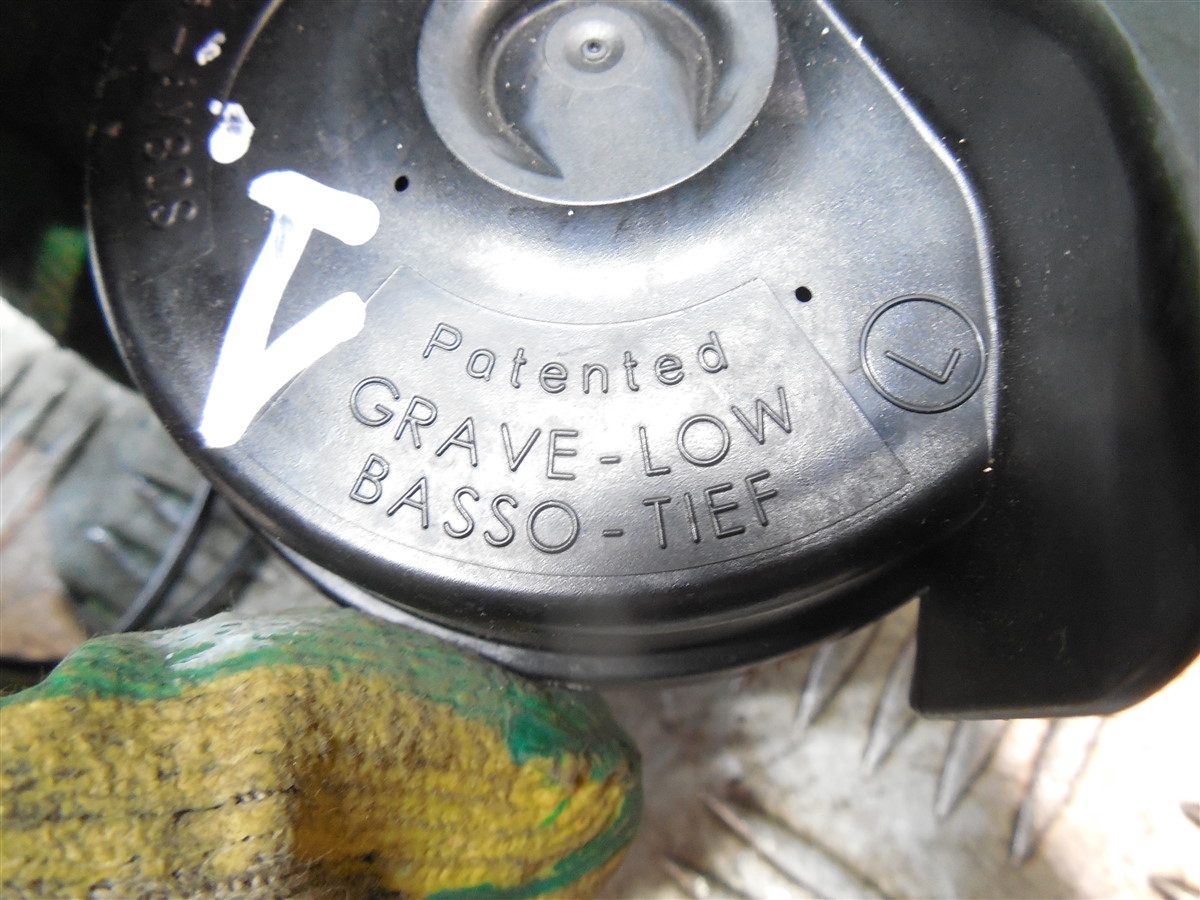 Patented
GRAVE-LOW
BASSO-TIEF
L